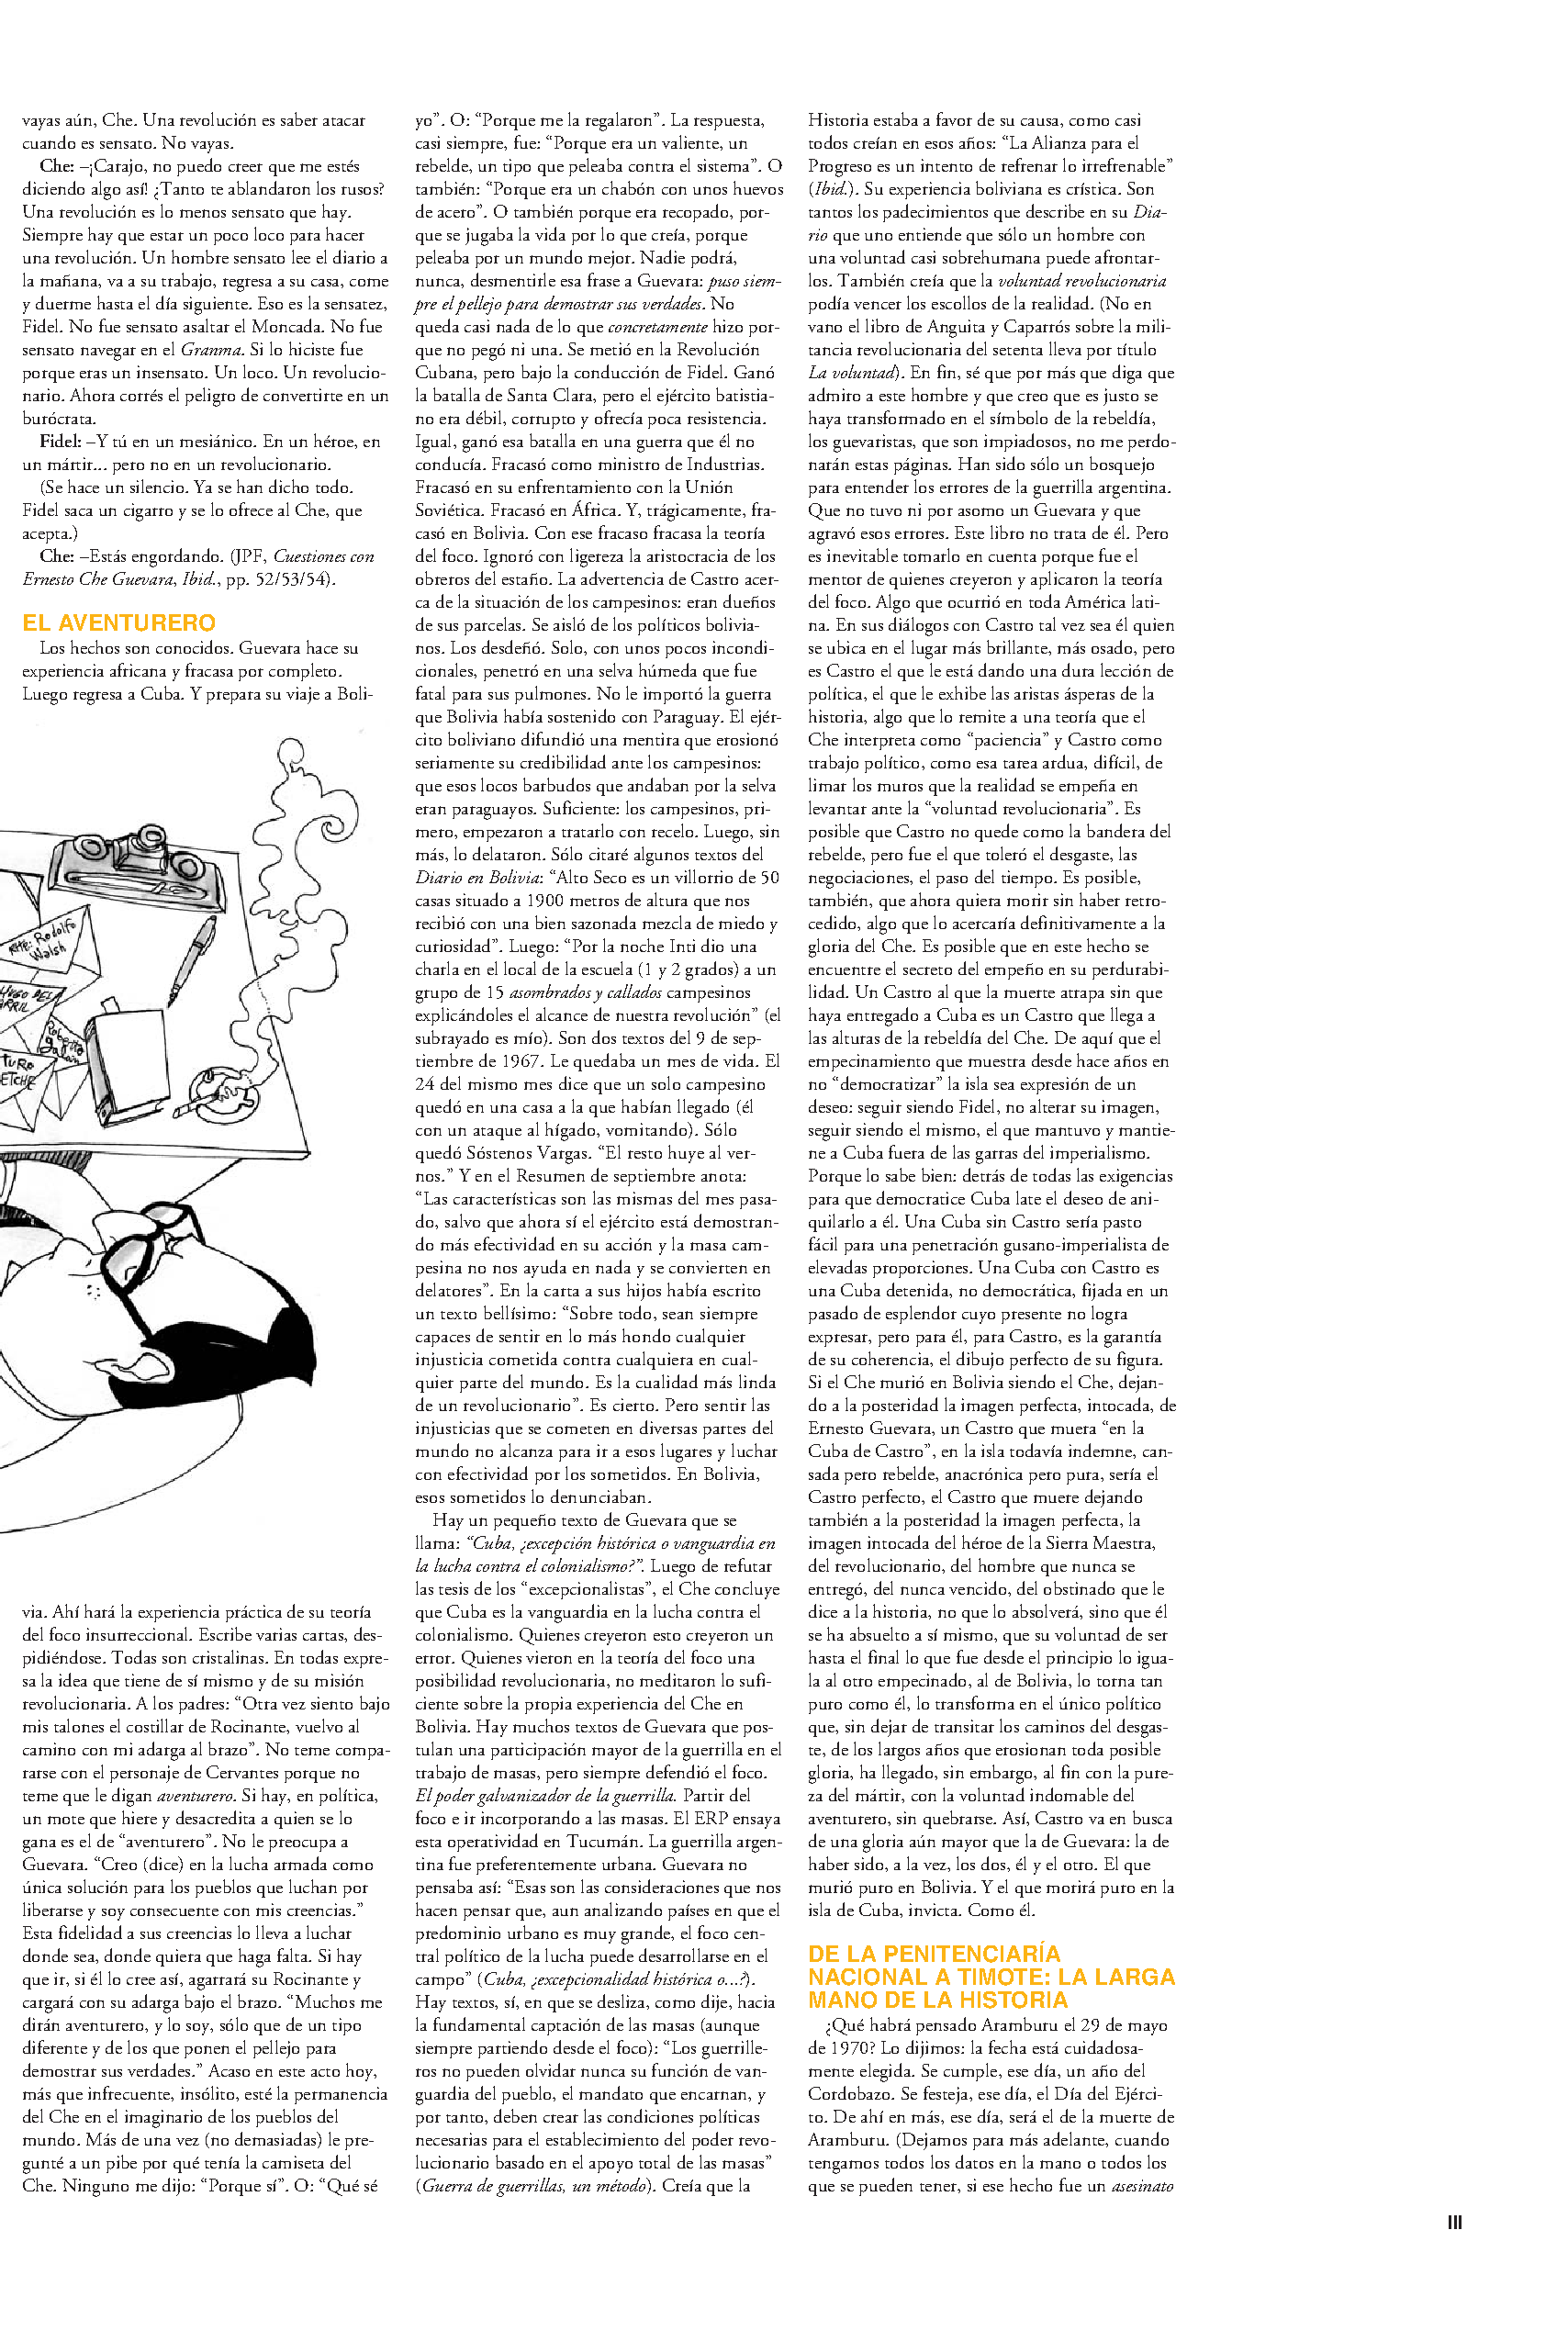 vayas aún, Che. Una revolución es saber atacar
cuando es sensato. No vayas.
Che: –¡Carajo, no puedo creer que me estés
diciendo algo así! ¿Tanto te ablandaron los rusos?
Una revolución es lo menos sensato que hay.
Siempre hay que estar un poco loco para hacer
una revolución. Un hombre sensato lee el diario a
la mañana, va a su trabajo, regresa a su casa, come
y duerme hasta el día siguiente. Eso es la sensatez,
Fidel. No fue sensato asaltar el Moncada. No fue
sensato navegar en el Granma. Si lo hiciste fue
porque eras un insensato. Un loco. Un revolucio-
nario. Ahora corrés el peligro de convertirte en un
burócrata.
Fidel: –Y tú en un mesiánico. En un héroe, en
un mártir... pero no en un revolucionario.
(Se hace un silencio. Ya se han dicho todo.
Fidel saca un cigarro y se lo ofrece al Che, que
acepta.)
Che: –Estás engordando. (JPF, Cuestiones con
Ernesto Che Guevara, Ibid., pp. 52/53/54).
EL AVENTURERO
Los hechos son conocidos. Guevara hace su
experiencia africana y fracasa por completo.
Luego regresa a Cuba. Y prepara su viaje a Boli-
RTE: Rodolfo
Walsh
HUGO DEL
ARRIL
Roberto
galán
TURO
ETCHE
via. Ahí hará la experiencia práctica de su teoría
del foco insurreccional. Escribe varias cartas, des-
pidiéndose. Todas son cristalinas. En todas expre-
sa la idea que tiene de sí mismo y de su misión
revolucionaria. A los padres: “Otra vez siento bajo
mis talones el costillar de Rocinante, vuelvo al
camino con mi adarga al brazo”. No teme compa-
rarse con el personaje de Cervantes porque no
teme que le digan aventurero. Si hay, en política,
un mote que hiere y desacredita a quien se lo
gana es el de “aventurero”. No le preocupa a
Guevara. “Creo (dice) en la lucha armada como
única solución para los pueblos que luchan por
liberarse y soy consecuente con mis creencias.”
Esta fidelidad a sus creencias lo lleva a luchar
donde sea, donde quiera que haga falta. Si hay
que ir, si él lo cree así, agarrará su Rocinante y
cargará con su adarga bajo el brazo. “Muchos me
dirán aventurero, y lo soy, sólo que de un tipo
diferente y de los que ponen el pellejo para
demostrar sus verdades.” Acaso en este acto hoy,
más que infrecuente, insólito, esté la permanencia
del Che en el imaginario de los pueblos del
mundo. Más de una vez (no demasiadas) le pre-
gunté a un pibe por qué tenía la camiseta del
Che. Ninguno me dijo: “Porque sí”. O: “Qué sé
yo”. O: “Porque me la regalaron”. La respuesta,
casi siempre, fue: “Porque era un valiente, un
rebelde, un tipo que peleaba contra el sistema”. O
también: “Porque era un chabón con unos huevos
de acero”. O también porque era recopado, por-
que se jugaba la vida por lo que creía, porque
peleaba por un mundo mejor. Nadie podrá,
nunca, desmentirle esa frase a Guevara: puso siem-
pre el pellejo para demostrar sus verdades. No
queda casi nada de lo que concretamente hizo por-
que no pegó ni una. Se metió en la Revolución
Cubana, pero bajo la conducción de Fidel. Ganó
la batalla de Santa Clara, pero el ejército batistia-
no era débil, corrupto y ofrecía poca resistencia.
Igual, ganó esa batalla en una guerra que él no
conducía. Fracasó como ministro de Industrias.
Fracasó en su enfrentamiento con la Unión
Soviética. Fracasó en África. Y, trágicamente, fra-
casó en Bolivia. Con ese fracaso fracasa la teoría
del foco. Ignoró con ligereza la aristocracia de los
obreros del estaño. La advertencia de Castro acer-
ca de la situación de los campesinos: eran dueños
de sus parcelas. Se aisló de los políticos bolivia-
nos. Los desdeñó. Solo, con unos pocos incondi-
cionales, penetró en una selva húmeda que fue
fatal para sus pulmones. No le importó la guerra
que Bolivia había sostenido con Paraguay. El ejér-
cito boliviano difundió una mentira que erosionó
seriamente su credibilidad ante los campesinos:
que esos locos barbudos que andaban por la selva
eran paraguayos. Suficiente: los campesinos, pri-
mero, empezaron a tratarlo con recelo. Luego, sin
más, lo delataron. Sólo citaré algunos textos del
Diario en Bolivia: “Alto Seco es un villorrio de 50
casas situado a 1900 metros de altura que nos
recibió con una bien sazonada mezcla de miedo y
curiosidad”. Luego: “Por la noche Inti dio una
charla en el local de la escuela (1 y 2 grados) a un
grupo de 15 asombrados y callados campesinos
explicándoles el alcance de nuestra revolución” (el
subrayado es mío). Son dos textos del 9 de sep-
tiembre de 1967. Le quedaba un mes de vida. El
24 del mismo mes dice que un solo campesino
quedó en una casa a la que habían llegado (él
con un ataque al hígado, vomitando). Sólo
quedó Sóstenos Vargas. “El resto huye al ver-
nos.” Y en el Resumen de septiembre anota:
“Las características son las mismas del mes pasa-
do, salvo que ahora sí el ejército está demostran-
do más efectividad en su acción y la masa cam-
pesina no nos ayuda en nada y se convierten en
delatores”. En la carta a sus hijos había escrito
un texto bellísimo: “Sobre todo, sean siempre
capaces de sentir en lo más hondo cualquier
injusticia cometida contra cualquiera en cual-
quier parte del mundo. Es la cualidad más linda
de un revolucionario”. Es cierto. Pero sentir las
injusticias que se cometen en diversas partes del
mundo no alcanza para ir a esos lugares y luchar
con efectividad por los sometidos. En Bolivia,
esos sometidos lo denunciaban.
Hay un pequeño texto de Guevara que se
llama: “Cuba, ¿excepción histórica o vanguardia en
la lucha contra el colonialismo?”. Luego de refutar
las tesis de los “excepcionalistas”, el Che concluye
que Cuba es la vanguardia en la lucha contra el
colonialismo. Quienes creyeron esto creyeron un
error. Quienes vieron en la teoría del foco una
posibilidad revolucionaria, no meditaron lo sufi-
ciente sobre la propia experiencia del Che en
Bolivia. Hay muchos textos de Guevara que pos-
tulan una participación mayor de la guerrilla en el
trabajo de masas, pero siempre defendió el foco.
El poder galvanizador de la guerrilla. Partir del
foco e ir incorporando a las masas. El ERP ensaya
esta operatividad en Tucumán. La guerrilla argen-
tina fue preferentemente urbana. Guevara no
pensaba así: “Esas son las consideraciones que nos
hacen pensar que, aun analizando países en que el
predominio urbano es muy grande, el foco cen-
tral político de la lucha puede desarrollarse en el
campo” (Cuba, ¿excepcionalidad histórica o...?).
Hay textos, sí, en que se desliza, como dije, hacia
la fundamental captación de las masas (aunque
siempre partiendo desde el foco): “Los guerrille-
ros no pueden olvidar nunca su función de van-
guardia del pueblo, el mandato que encarnan, y
por tanto, deben crear las condiciones políticas
necesarias para el establecimiento del poder revo-
lucionario basado en el apoyo total de las masas”
(Guerra de guerrillas, un método). Creía que la
Historia estaba a favor de su causa, como casi
todos creían en esos años: “La Alianza para el
Progreso es un intento de refrenar lo irrefrenable”
(Ibid.). Su experiencia boliviana es crística. Son
tantos los padecimientos que describe en su Dia-
rio que uno entiende que sólo un hombre con
una voluntad casi sobrehumana puede afrontar-
los. También creía que la voluntad revolucionaria
podía vencer los escollos de la realidad. (No en
vano el libro de Anguita y Caparrós sobre la mili-
tancia revolucionaria del setenta lleva por título
La voluntad). En fin, sé que por más que diga que
admiro a este hombre y que creo que es justo se
haya transformado en el símbolo de la rebeldía,
los guevaristas, que son impiadosos, no me perdo-
narán estas páginas. Han sido sólo un bosquejo
para entender los errores de la guerrilla argentina.
Que no tuvo ni por asomo un Guevara y que
agravó esos errores. Este libro no trata de él. Pero
es inevitable tomarlo en cuenta porque fue el
mentor de quienes creyeron y aplicaron la teoría
del foco. Algo que ocurrió en toda América lati-
na. En sus diálogos con Castro tal vez sea él quien
se ubica en el lugar más brillante, más osado, pero
es Castro el que le está dando una dura lección de
política, el que le exhibe las aristas ásperas de la
historia, algo que lo remite a una teoría que el
Che interpreta como “paciencia” y Castro como
trabajo político, como esa tarea ardua, difícil, de
limar los muros que la realidad se empeña en
levantar ante la “voluntad revolucionaria”. Es
posible que Castro no quede como la bandera del
rebelde, pero fue el que toleró el desgaste, las
negociaciones, el paso del tiempo. Es posible,
también, que ahora quiera morir sin haber retro-
cedido, algo que lo acercaría definitivamente a la
gloria del Che. Es posible que en este hecho se
encuentre el secreto del empeño en su perdurabi-
lidad. Un Castro al que la muerte atrapa sin que
haya entregado a Cuba es un Castro que llega a
las alturas de la rebeldía del Che. De aquí que el
empecinamiento que muestra desde hace años en
no “democratizar” la isla sea expresión de un
deseo: seguir siendo Fidel, no alterar su imagen,
seguir siendo el mismo, el que mantuvo y mantie-
ne a Cuba fuera de las garras del imperialismo.
Porque lo sabe bien: detrás de todas las exigencias
para que democratice Cuba late el deseo de ani-
quilarlo a él. Una Cuba sin Castro sería pasto
fácil para una penetración gusano-imperialista de
elevadas proporciones. Una Cuba con Castro es
una Cuba detenida, no democrática, fijada en un
pasado de esplendor cuyo presente no logra
expresar, pero para él, para Castro, es la garantía
de su coherencia, el dibujo perfecto de su figura.
Si el Che murió en Bolivia siendo el Che, dejan-
do a la posteridad la imagen perfecta, intocada, de
Ernesto Guevara, un Castro que muera “en la
Cuba de Castro”, en la isla todavía indemne, can-
sada pero rebelde, anacrónica pero pura, sería el
Castro perfecto, el Castro que muere dejando
también a la posteridad la imagen perfecta, la
imagen intocada del héroe de la Sierra Maestra,
del revolucionario, del hombre que nunca se
entregó, del nunca vencido, del obstinado que le
dice a la historia, no que lo absolverá, sino que él
se ha absuelto a sí mismo, que su voluntad de ser
hasta el final lo que fue desde el principio lo igua-
la al otro empecinado, al de Bolivia, lo torna tan
puro como él, lo transforma en el único político
que, sin dejar de transitar los caminos del desgas-
te, de los largos años que erosionan toda posible
gloria, ha llegado, sin embargo, al fin con la pure-
za del mártir, con la voluntad indomable del
aventurero, sin quebrarse. Así, Castro va en busca
de una gloria aún mayor que la de Guevara: la de
haber sido, a la vez, los dos, él y el otro. El que
murió puro en Bolivia. Y el que morirá puro en la
isla de Cuba, invicta. Como él.
DE LA PENITENCIARÍA
NACIONAL A TIMOTE: LA LARGA
MANO DE LA HISTORIA
¿Qué habrá pensado Aramburu el 29 de mayo
de 1970? Lo dijimos: la fecha está cuidadosa-
mente elegida. Se cumple, ese día, un año del
Cordobazo. Se festeja, ese día, el Día del Ejérci-
to. De ahí en más, ese día, será el de la muerte de
Aramburu. (Dejamos para más adelante, cuando
tengamos todos los datos en la mano o todos los
que se pueden tener, si ese hecho fue un asesinato
III